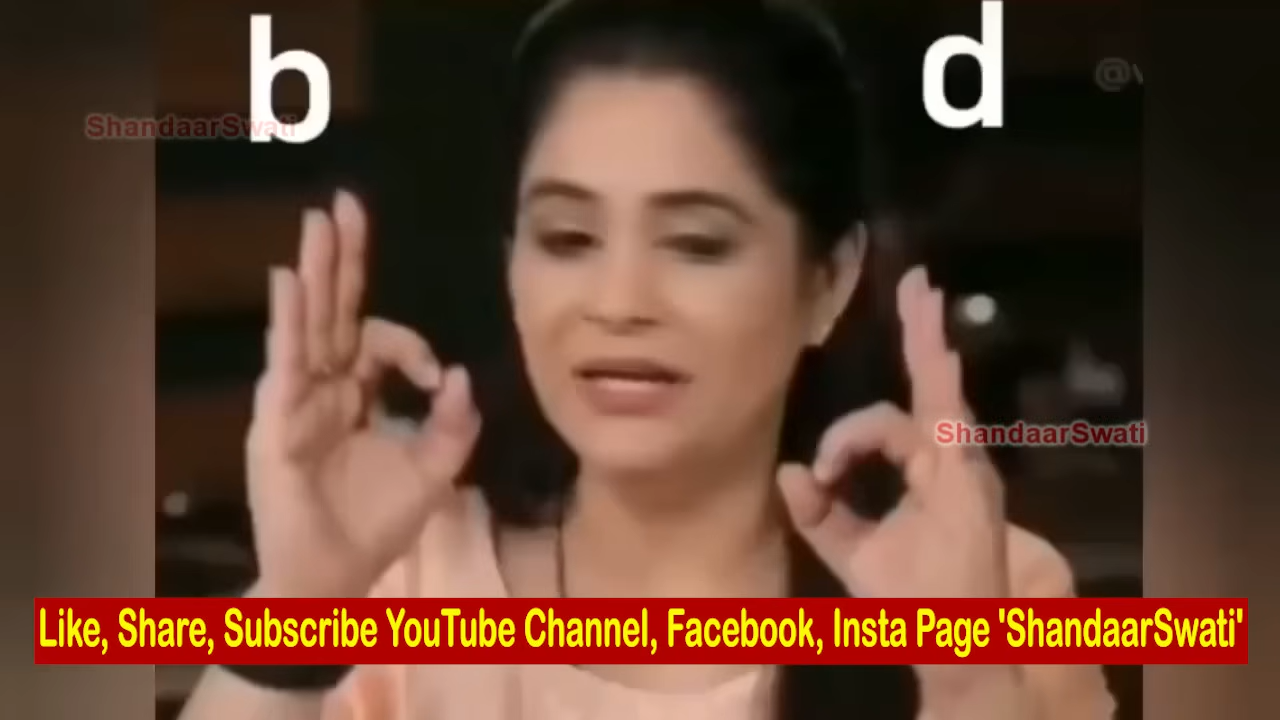 b
d
ShandaarSwati
ShandaarSwati
Like, Share, Subscribe YouTube Channel, Facebook, Insta Page 'ShandaarSwati'